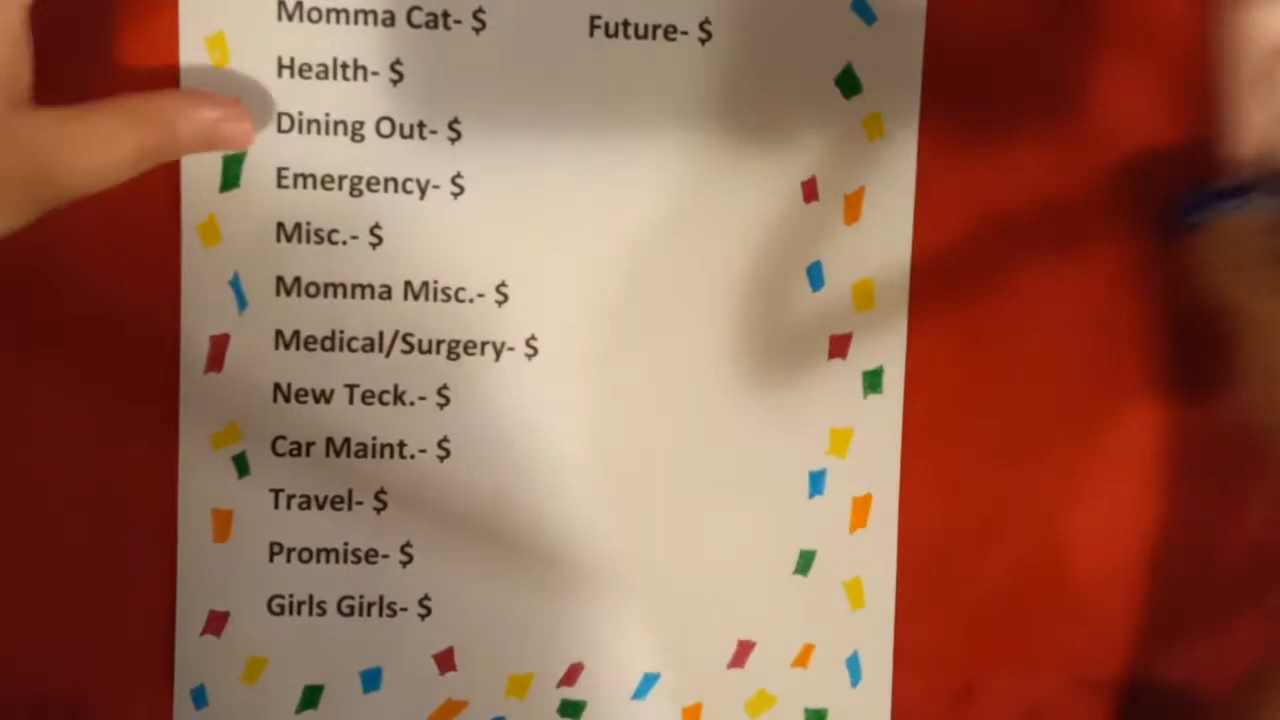 Momma Cat- $
Future- $
Health- $
Dining Out- $
Emergency- $
Misc.- $
Momma Misc.- $
Medical/Surgery- $
New Teck.- $
Car Maint.- $
Travel- $
Promise- $
Girls Girls- $